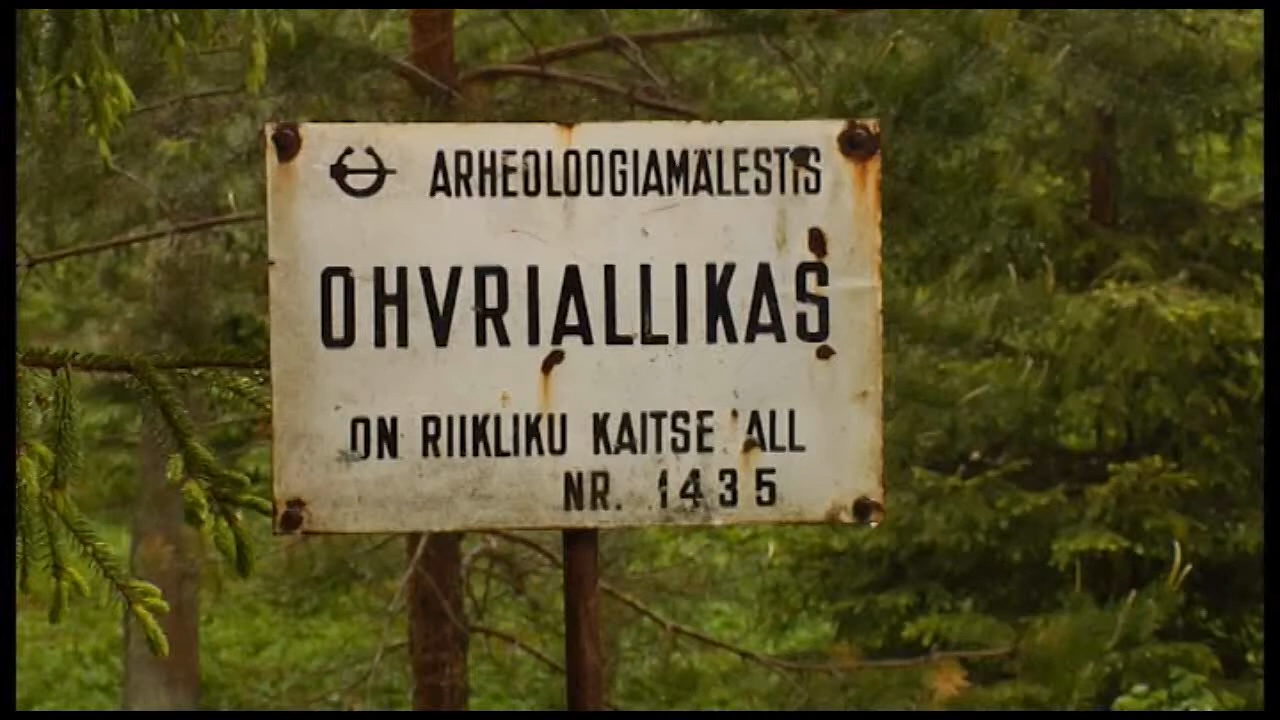 ARHEOLOOGIAMÄLESTIS
OHVRIALLIKAS
ON RIIKLIKU KAITSE ALL
NR. 1435